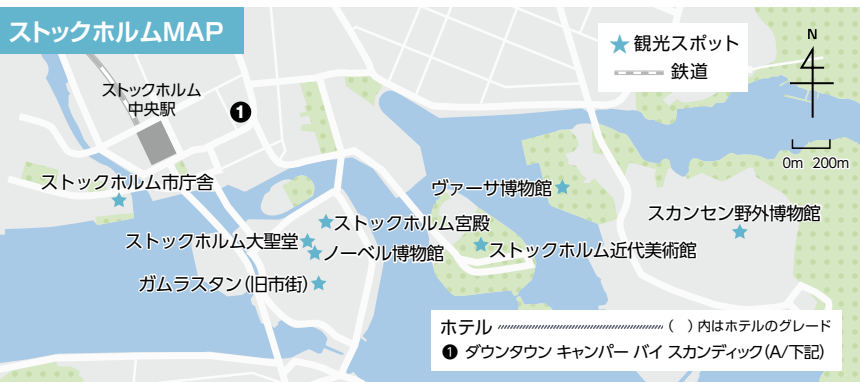 ストックホルムMAP
★観光スポット
鉄道
N
0m 200m
ストックホルム
中央駅
❶
ストックホルム市庁舎
ヴァーサ博物館
スカンセン野外博物館
ストックホルム宮殿
ストックホルム大聖堂
ノーベル博物館
ストックホルム近代美術館
ガムラスタン(旧市街)
ホテル ( )内はホテルのグレード
❶ ダウンタウン キャンパー バイ スカンディック(A/下記)